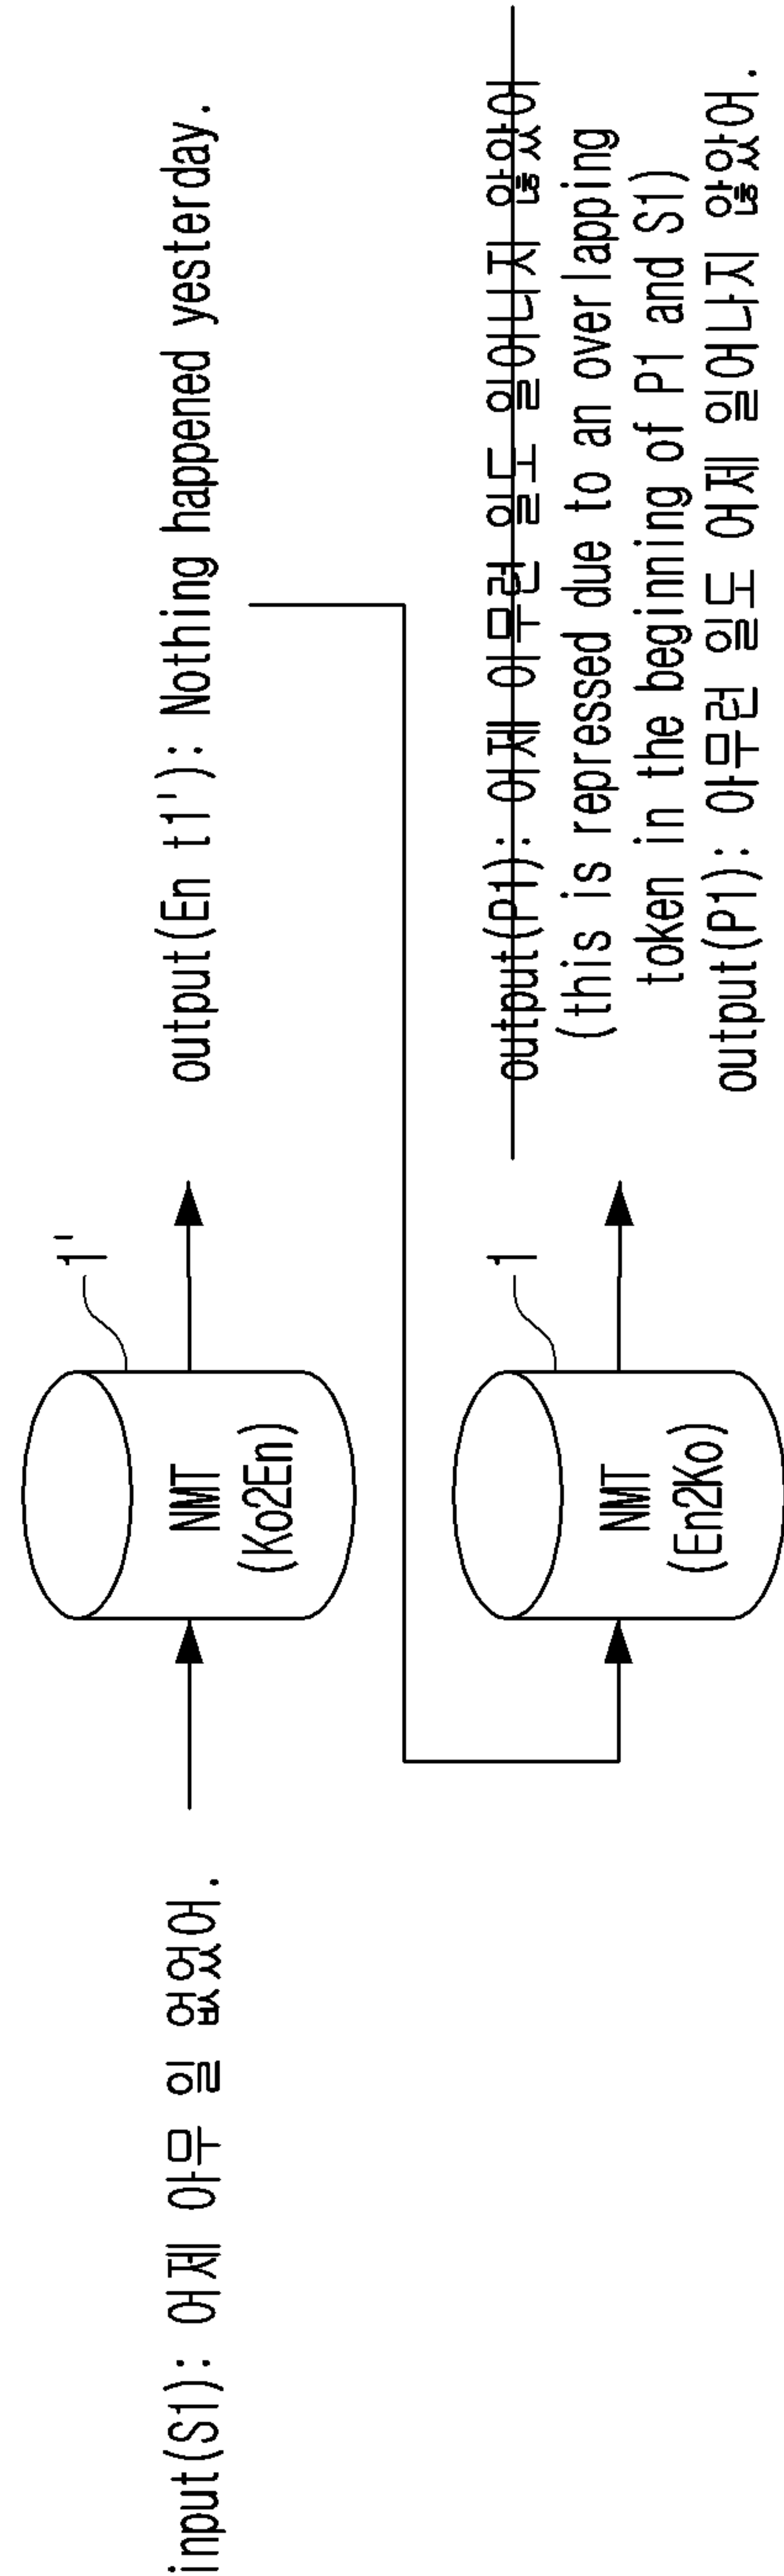 input(S1): 어제 아무 일 없었어.
NMT
(Ko2En)
1'
output(En t1'): Nothing happened yesterday.
NMT
(En2Ko)
1
output(P1): 어제 아무런 일도 일어나지 않았어
(this is repressed due to an overlapping
token in the beginning of P1 and S1)
output(P1): 아무런 일도 어제 일어나지 않았어.